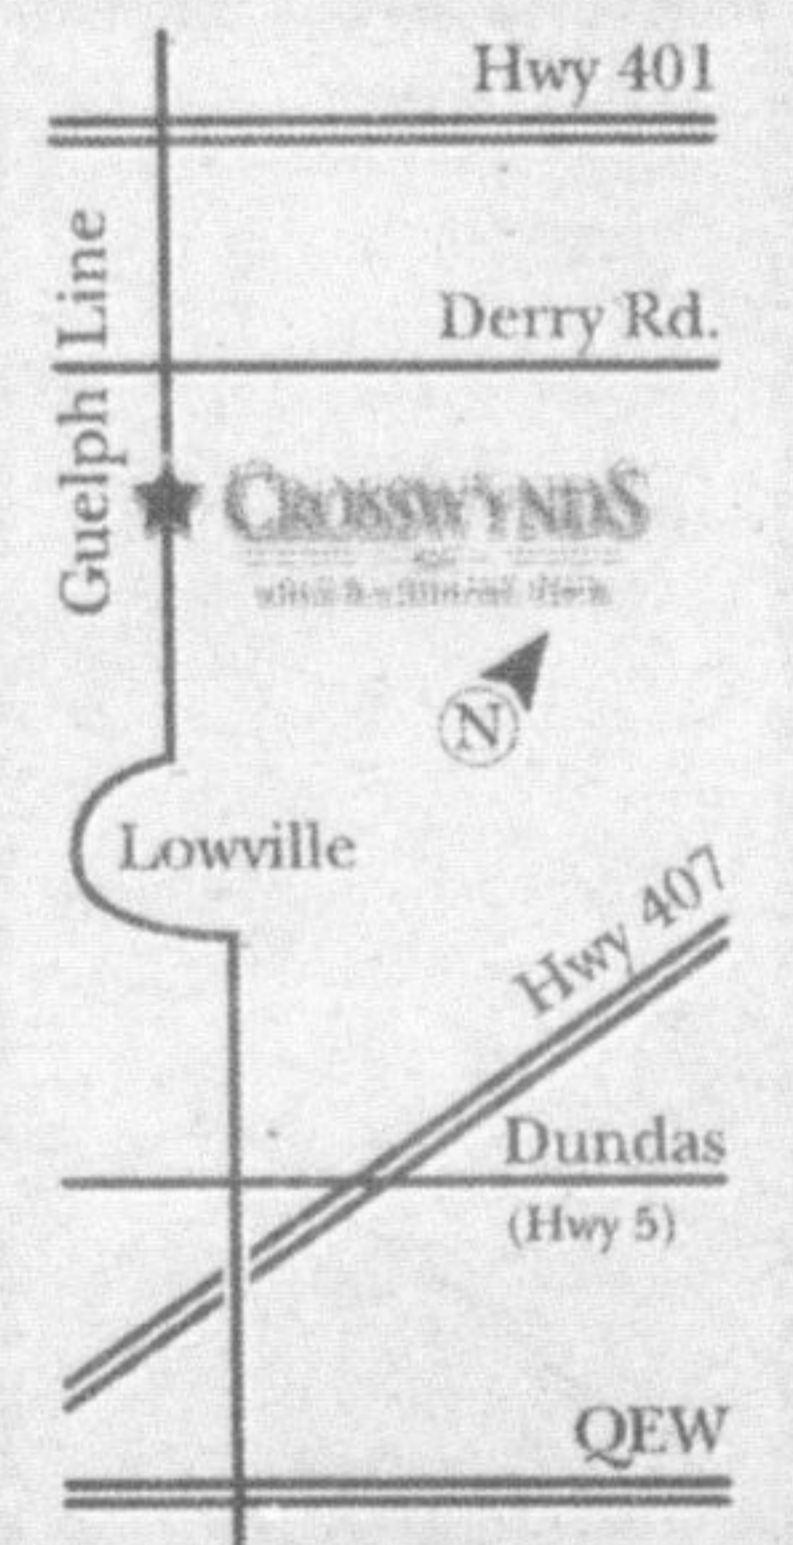 Hwy 401
Guelph Line
Derry Rd.
CROSSWYNDS
N
Lowville
Hwy 407
Dundas
(Hwy 5)
QEW